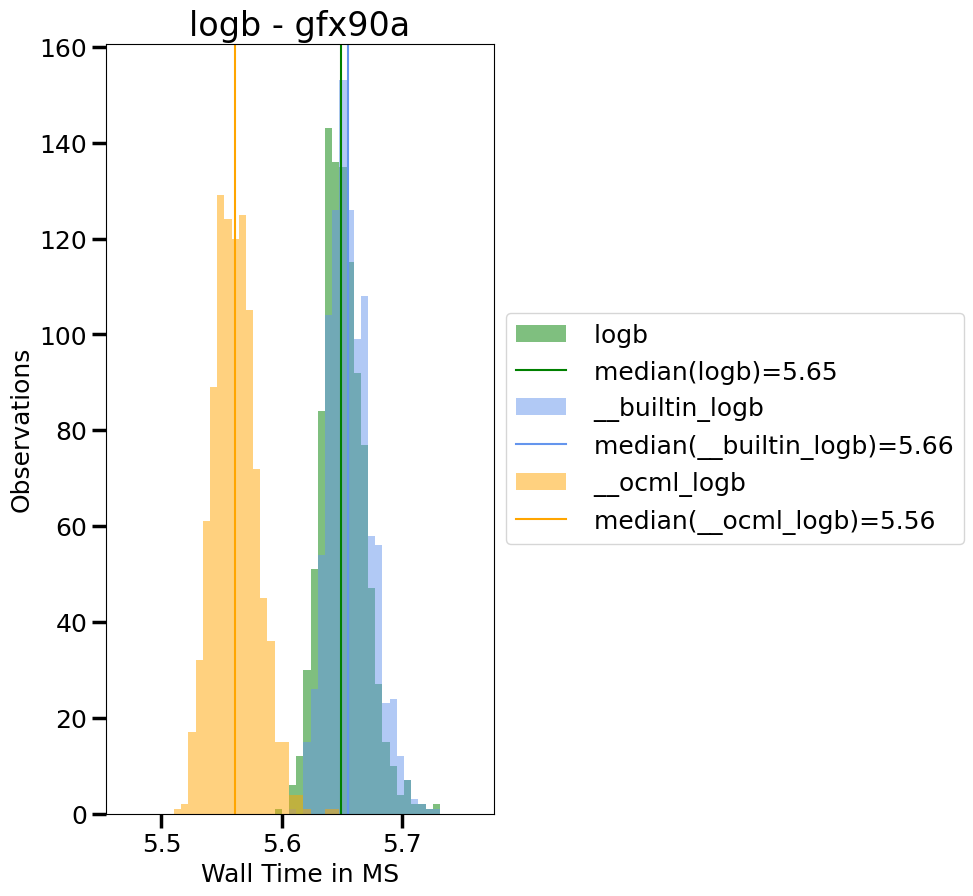 logb - gfx90a
160
140
120
100
80
60
40
20
0
Observations
5.5 5.6 5.7
Wall Time in MS
logb
median(logb)=5.65
__builtin_logb
median(__builtin_logb)=5.66
__ocml_logb
median(__ocml_logb)=5.56